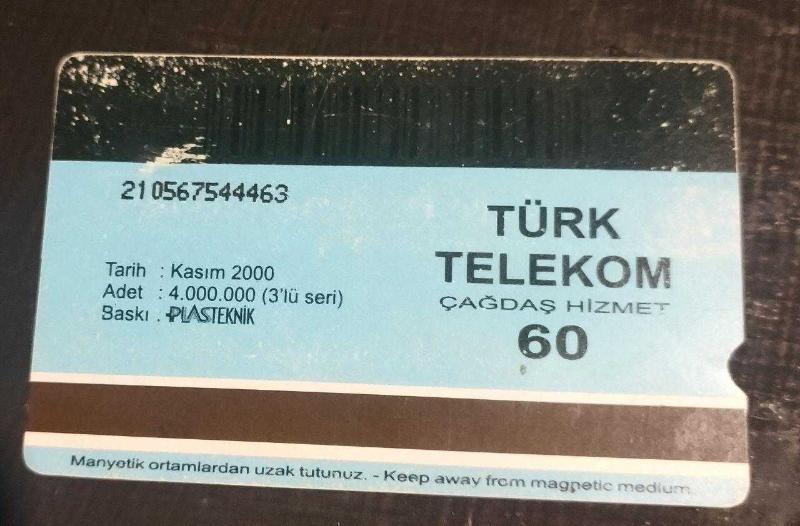 210567544463
TÜRK
TELEKOM
ÇAĞDAŞ HİZMET
60
Tarih : Kasım 2000
Adet : 4.000.000 (3'lü seri)
Baskı : PLASTEKNİK
Manyetik ortamlardan uzak tutunuz. - Keep away from magnetic medium.